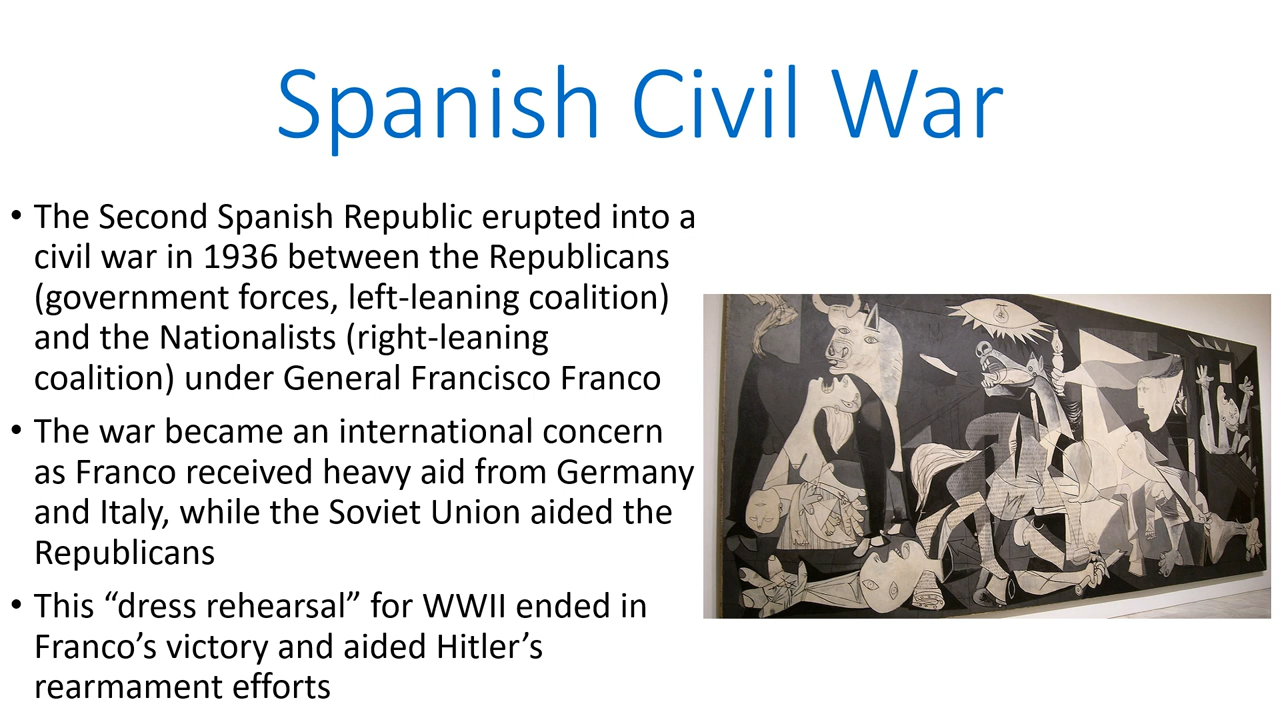 Spanish Civil War
• The Second Spanish Republic erupted into a
civil war in 1936 between the Republicans
(government forces, left-leaning coalition)
and the Nationalists (right-leaning
coalition) under General Francisco Franco
• The war became an international concern
as Franco received heavy aid from Germany
and Italy, while the Soviet Union aided the
Republicans
• This “dress rehearsal” for WWII ended in
Franco’s victory and aided Hitler’s
rearmament efforts